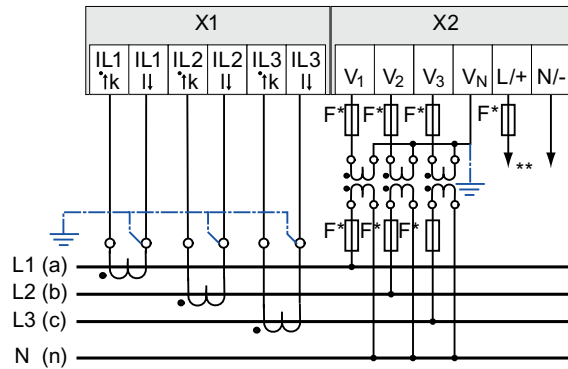 X1 X2
IL1 IL1 IL2 IL2 IL3 IL3 V1 V2 V3 VN L/+ N/-
°↑k l↓ °↑k l↓ °↑k l↓
F* F* F* F*
**
F* F* F*
L1 (a)
L2 (b)
L3 (c)
N (n)